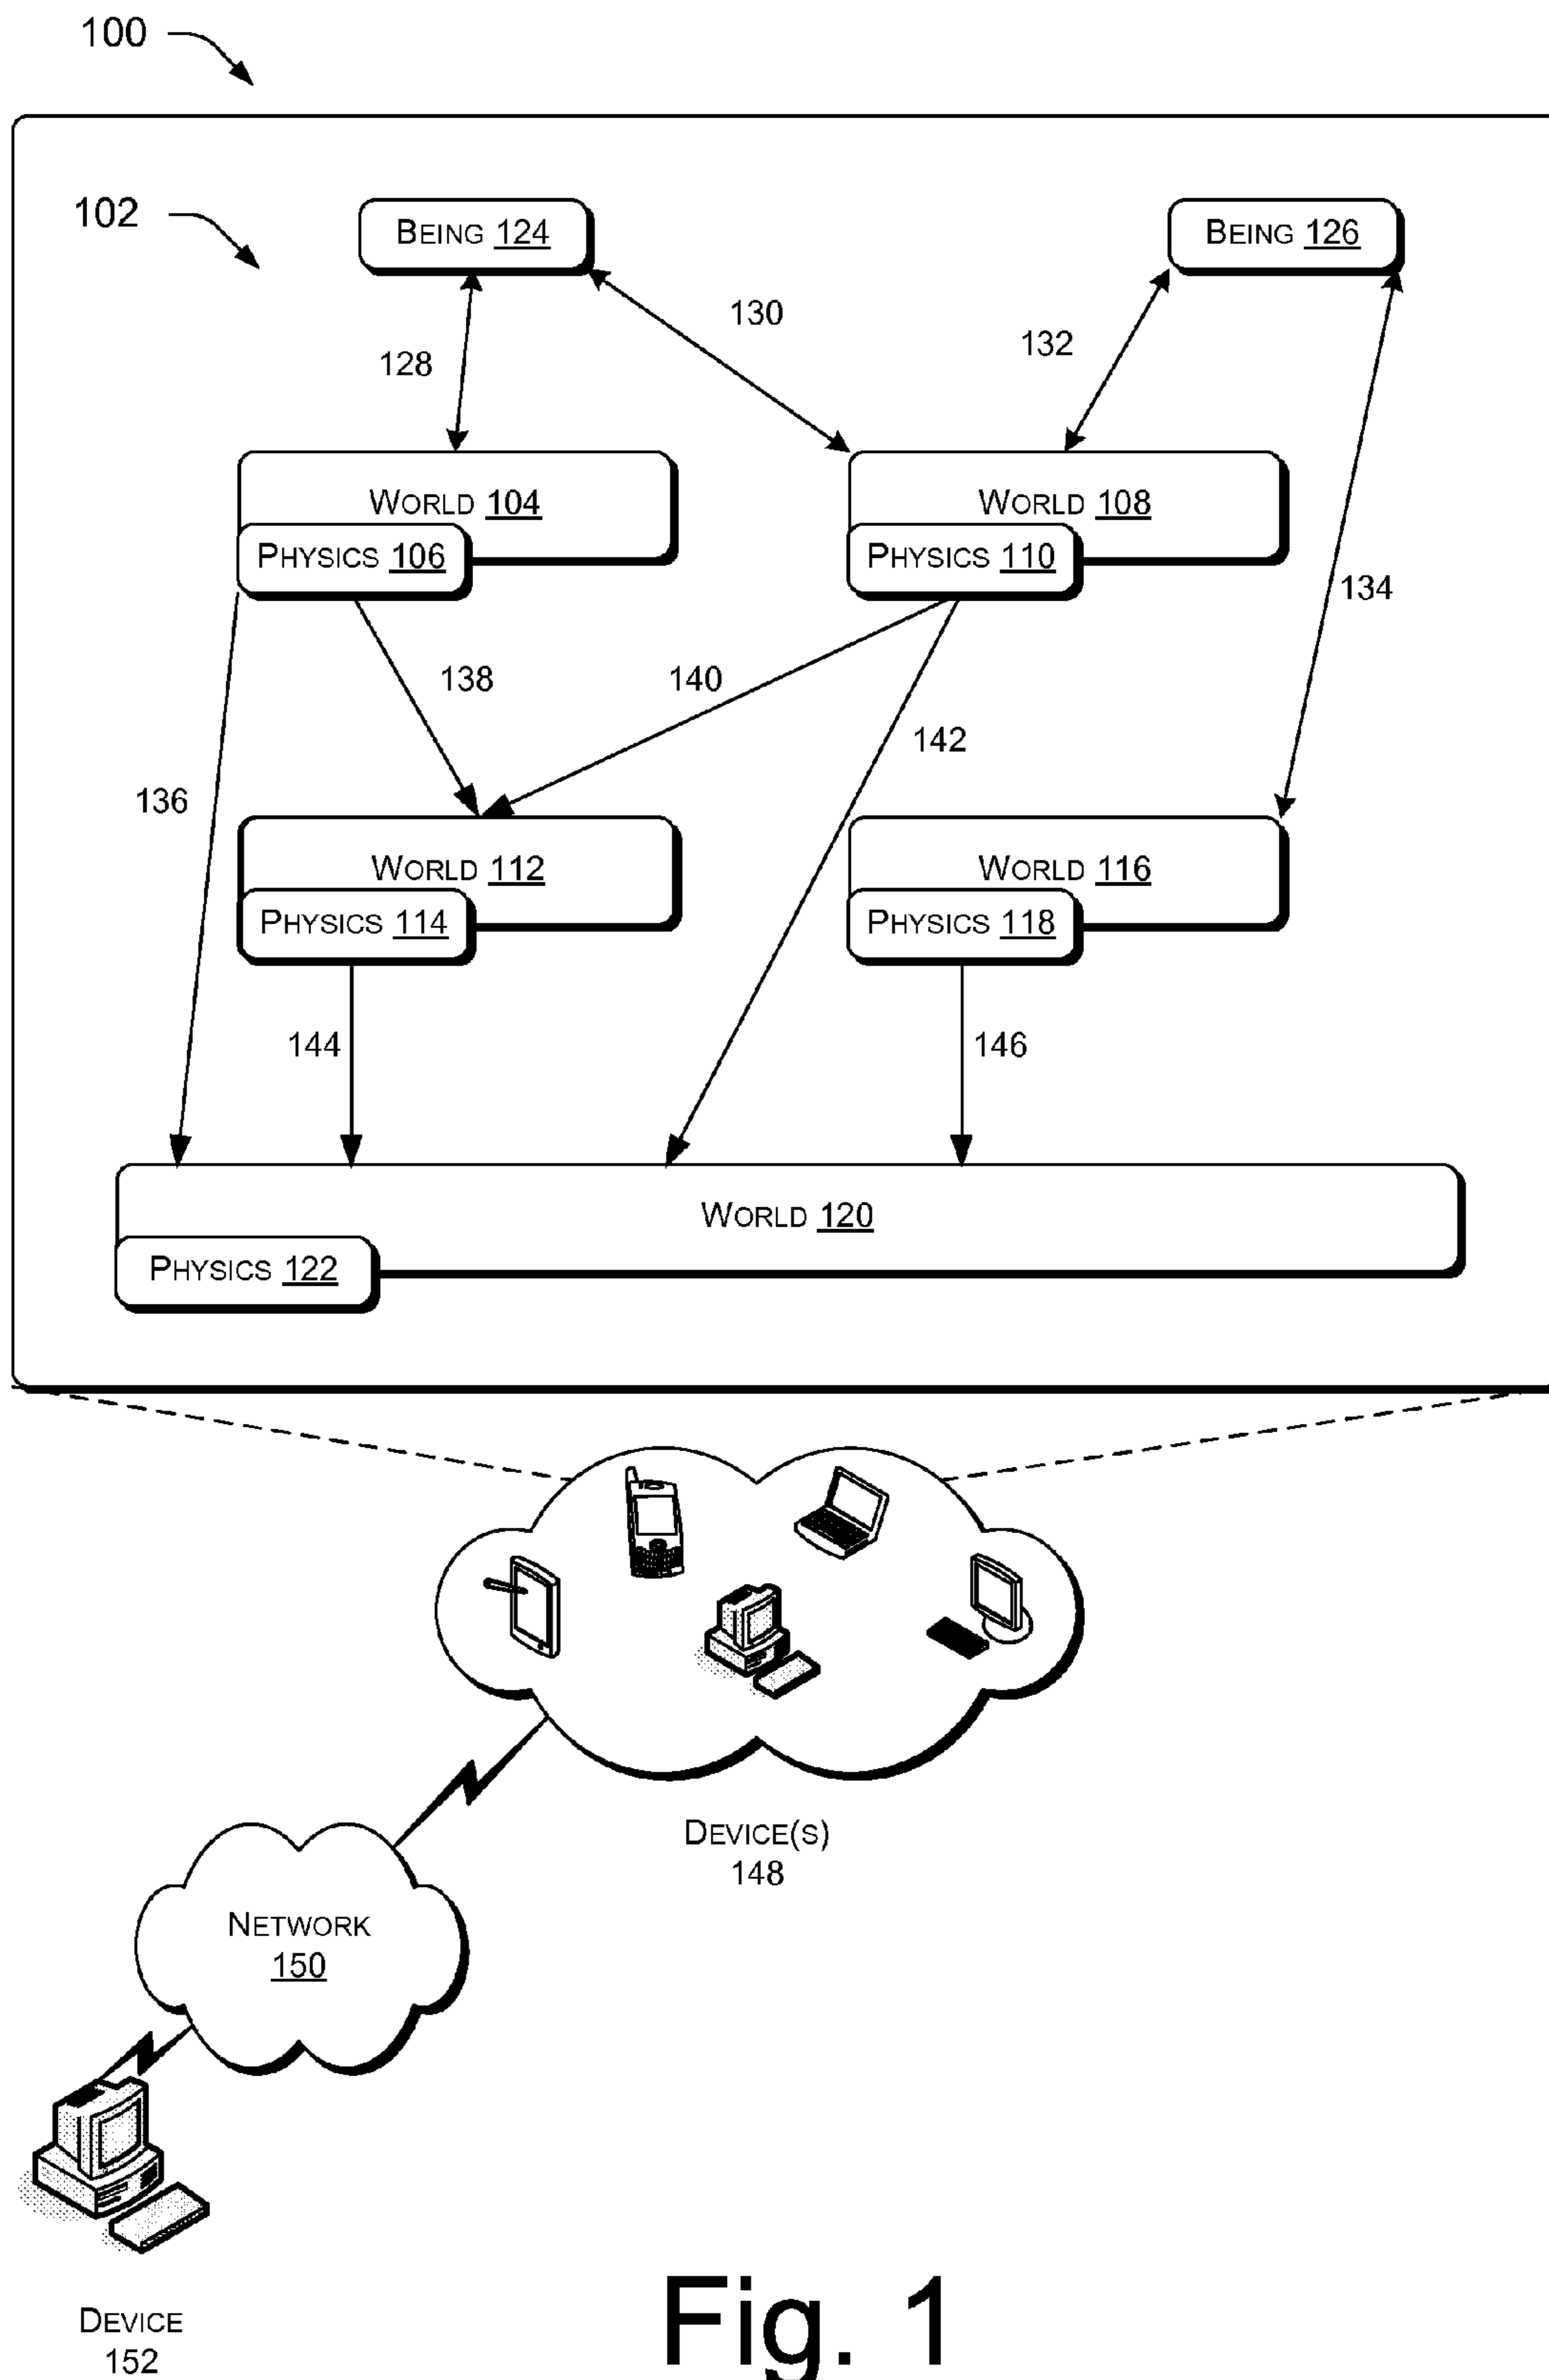 100
102
BEING 124
BEING 126
130
132
128
WORLD 104
WORLD 108
PHYSICS 106
PHYSICS 110
134
138
140
142
136
WORLD 112
WORLD 116
PHYSICS 114
PHYSICS 118
144
146
WORLD 120
PHYSICS 122
DEVICE(S)
148
NETWORK
150
DEVICE
152
Fig. 1